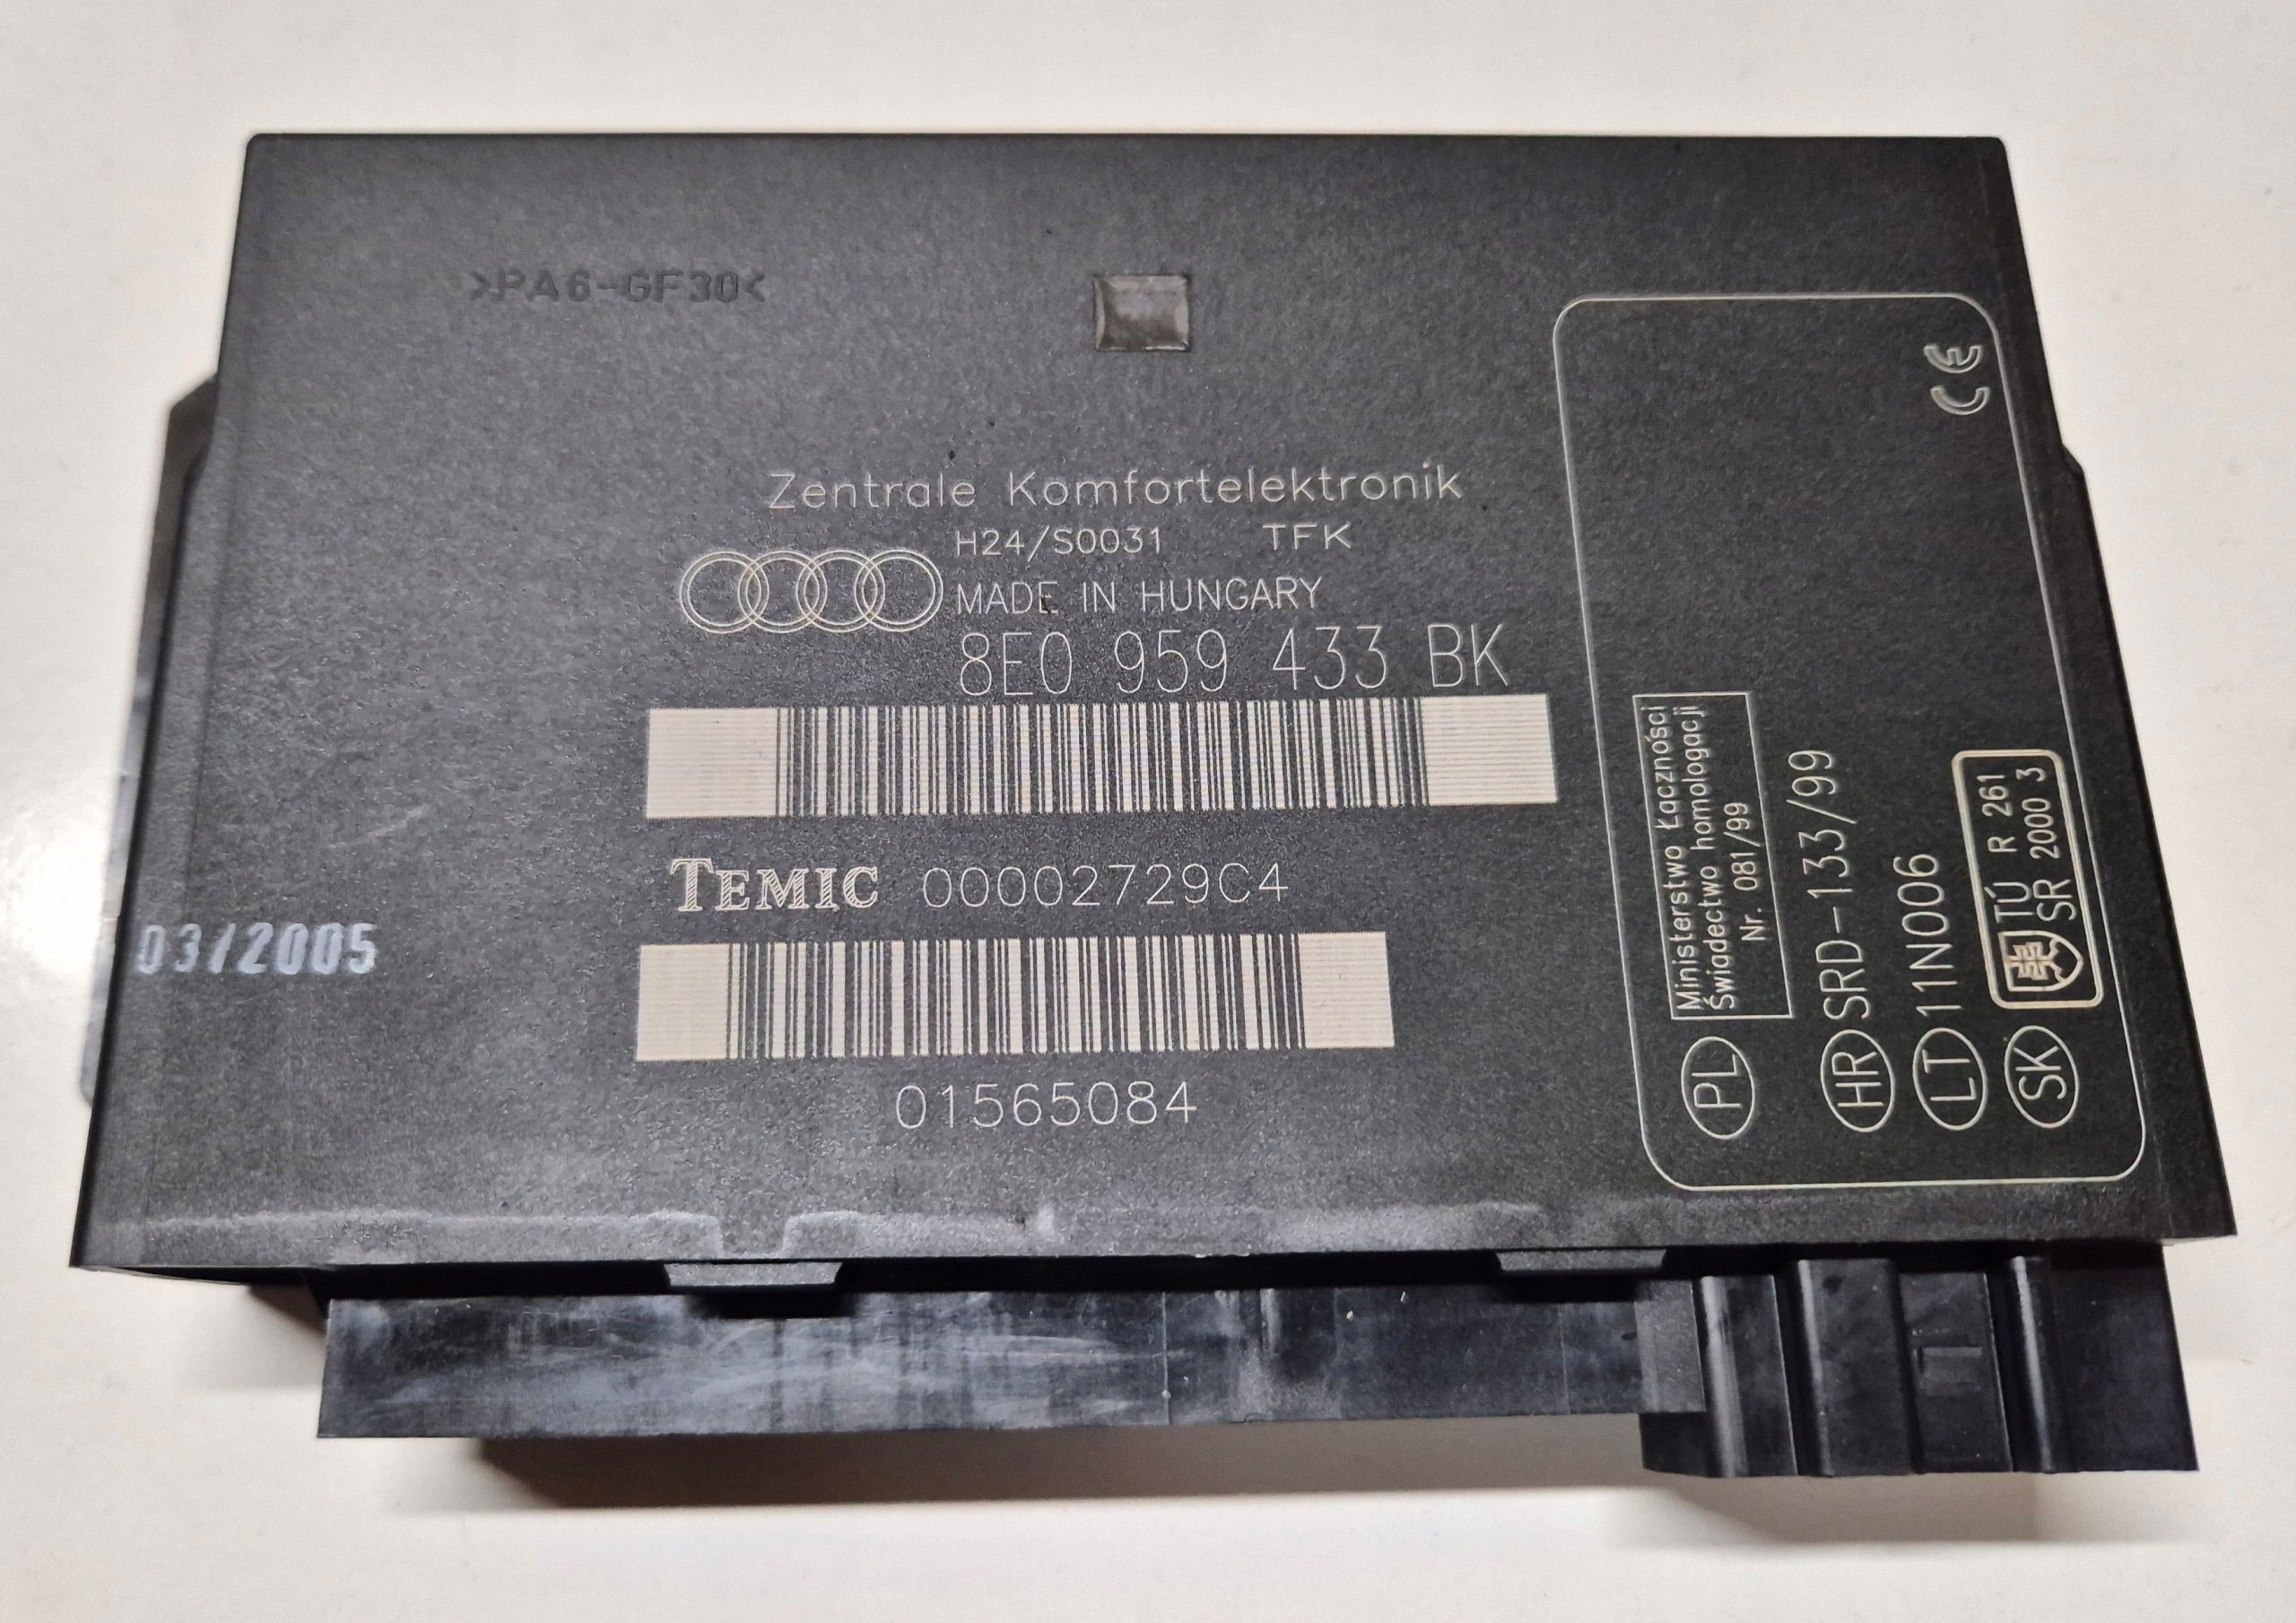 >PA6-GF30<
CE
Zentrale Komfortelektronik
H24/S0031 TFK
MADE IN HUNGARY
8E0 959 433 BK
TEMIC 00002729C4
01565084
03/2005
PL Ministerstwo Łączności
Świadectwo homologacji
Nr. 081/99
HR SRD-133/99
LT 11N006
SK TÚ R 261
SR 2000 3